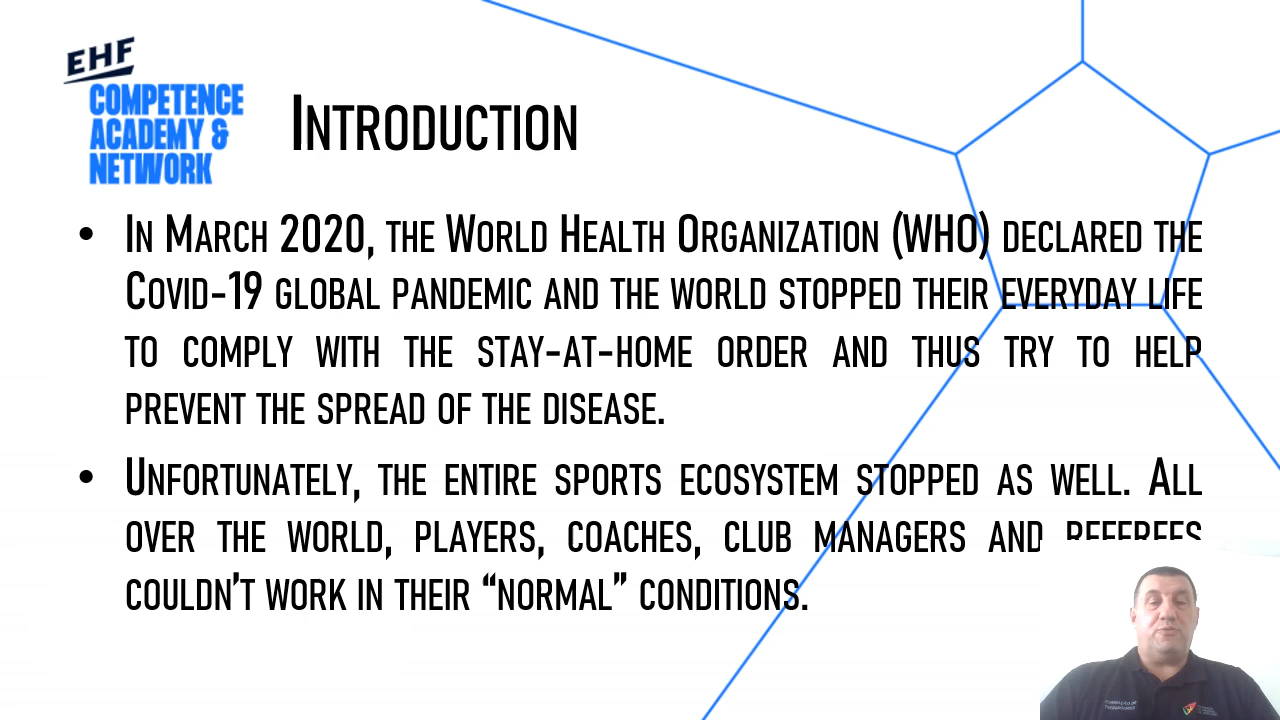 EHF
COMPETENCE
ACADEMY &
NETWORK
INTRODUCTION
• IN MARCH 2020, THE WORLD HEALTH ORGANIZATION (WHO) DECLARED THE
COVID-19 GLOBAL PANDEMIC AND THE WORLD STOPPED THEIR EVERYDAY LIFE
TO COMPLY WITH THE STAY-AT-HOME ORDER AND THUS TRY TO HELP
PREVENT THE SPREAD OF THE DISEASE.
• UNFORTUNATELY, THE ENTIRE SPORTS ECOSYSTEM STOPPED AS WELL. ALL
OVER THE WORLD, PLAYERS, COACHES, CLUB MANAGERS AND REFEREES
COULDN’T WORK IN THEIR “NORMAL” CONDITIONS.